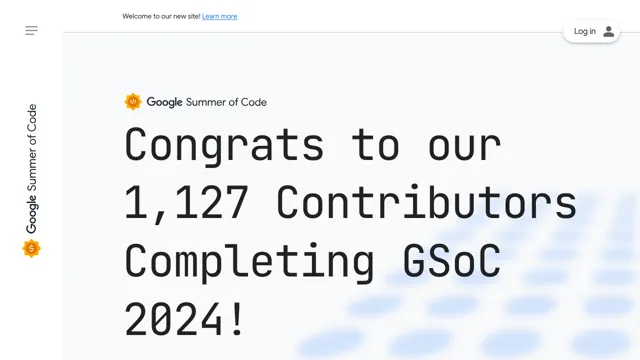 Welcome to our new site! Learn more
Log in
Google Summer of Code
Google Summer of Code
Congrats to our
1,127 Contributors
Completing GSoC
2024!